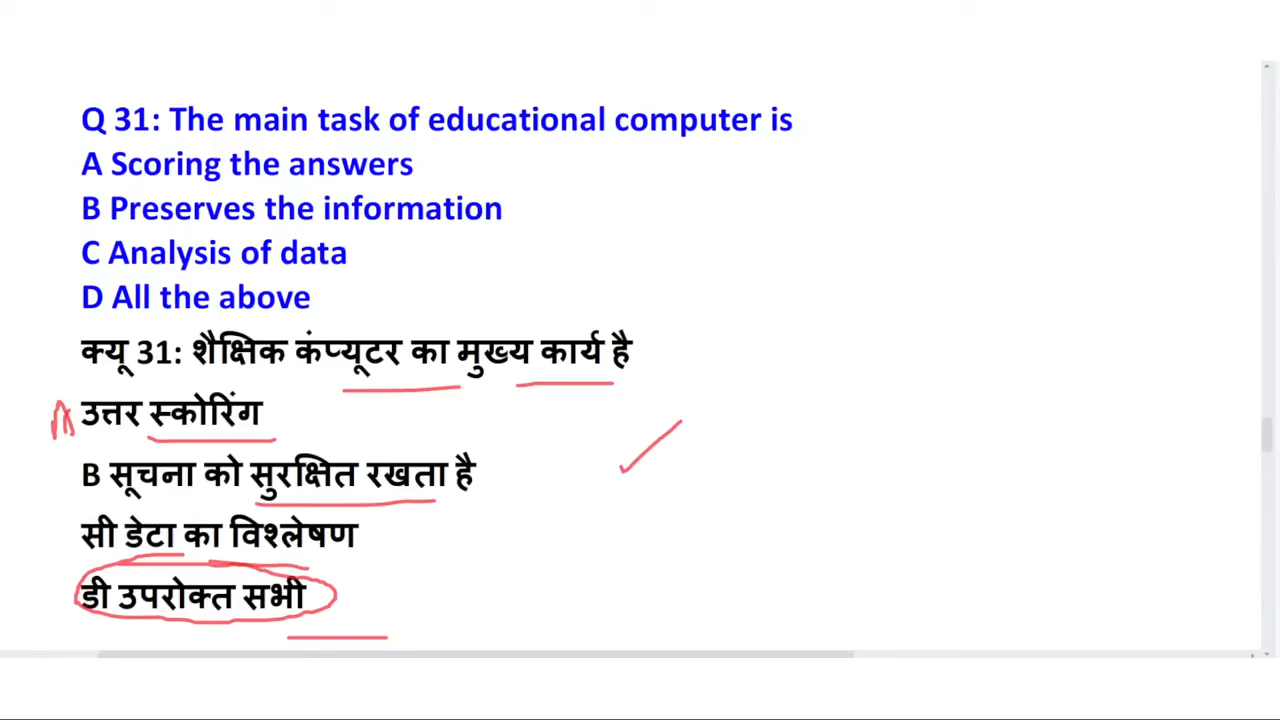 Q 31: The main task of educational computer is
A Scoring the answers
B Preserves the information
C Analysis of data
D All the above
क्यू 31: शैक्षिक कंप्यूटर का मुख्य कार्य है
A उत्तर स्कोरिंग
B सूचना को सुरक्षित रखता है
सी डेटा का विश्लेषण
डी उपरोक्त सभी